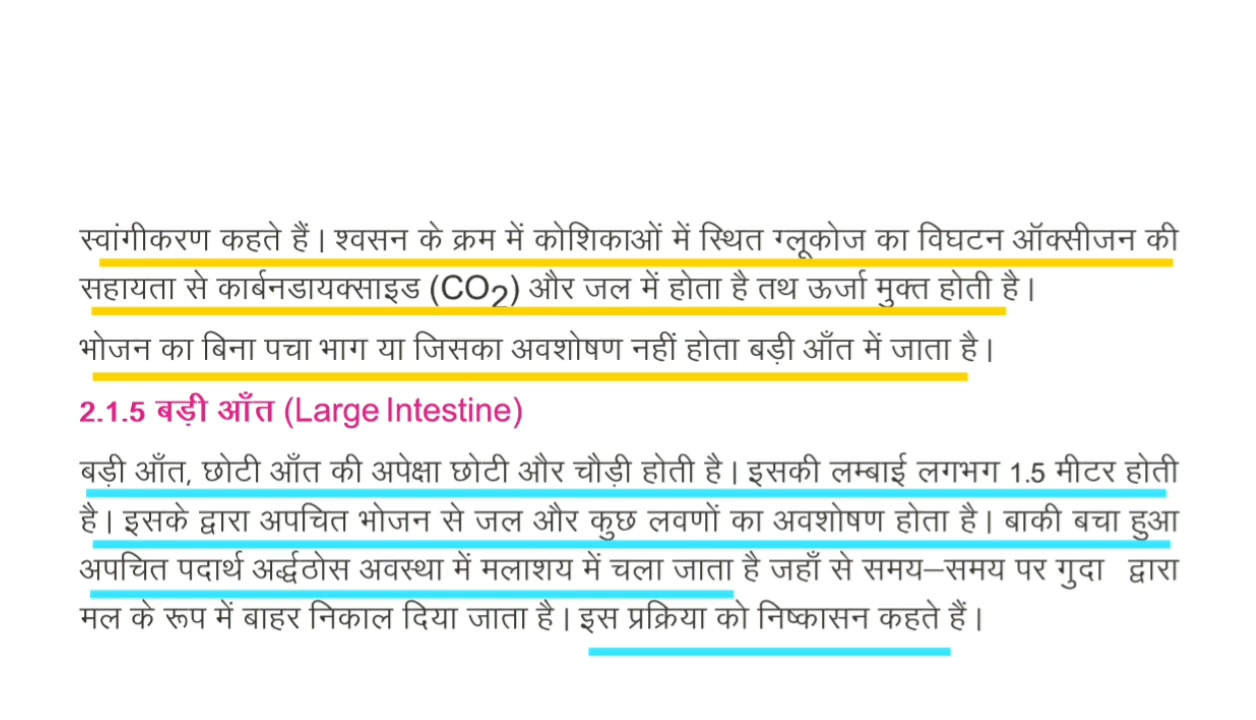 स्वांगीकरण कहते हैं। श्वसन के क्रम में कोशिकाओं में स्थित ग्लूकोज का विघटन ऑक्सीजन की
सहायता से कार्बनडायक्साइड (CO2) और जल में होता है तथ ऊर्जा मुक्त होती है।
भोजन का बिना पचा भाग या जिसका अवशोषण नहीं होता बड़ी आँत में जाता है।
2.1.5 बड़ी आँत (Large Intestine)
बड़ी आँत, छोटी आँत की अपेक्षा छोटी और चौड़ी होती है। इसकी लम्बाई लगभग 1.5 मीटर होती
है। इसके द्वारा अपचित भोजन से जल और कुछ लवणों का अवशोषण होता है। बाकी बचा हुआ
अपचित पदार्थ अर्द्धठोस अवस्था में मलाशय में चला जाता है जहाँ से समय–समय पर गुदा द्वारा
मल के रूप में बाहर निकाल दिया जाता है। इस प्रक्रिया को निष्कासन कहते हैं।